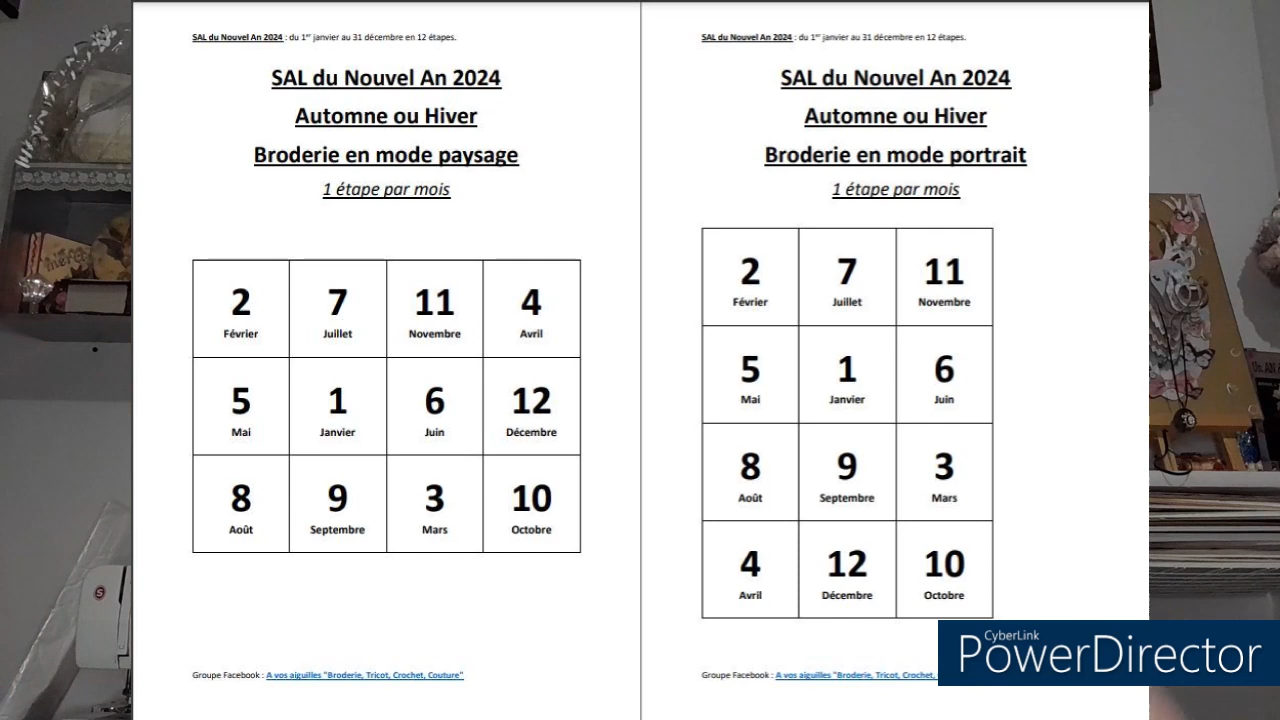 SAL du Nouvel An 2024 : du 1er janvier au 31 décembre en 12 étapes.
SAL du Nouvel An 2024
Automne ou Hiver
Broderie en mode paysage
1 étape par mois
2 7 11 4
Février Juillet Novembre Avril
5 1 6 12
Mai Janvier Juin Décembre
8 9 3 10
Août Septembre Mars Octobre
Groupe Facebook : A vos aiguilles "Broderie, Tricot, Crochet, Couture"
SAL du Nouvel An 2024 : du 1er janvier au 31 décembre en 12 étapes.
SAL du Nouvel An 2024
Automne ou Hiver
Broderie en mode portrait
1 étape par mois
2 7 11
Février Juillet Novembre
5 1 6
Mai Janvier Juin
8 9 3
Août Septembre Mars
4 12 10
Avril Décembre Octobre
Groupe Facebook : A vos aiguilles "Broderie, Tricot, Crochet,
CyberLink
PowerDirector
S